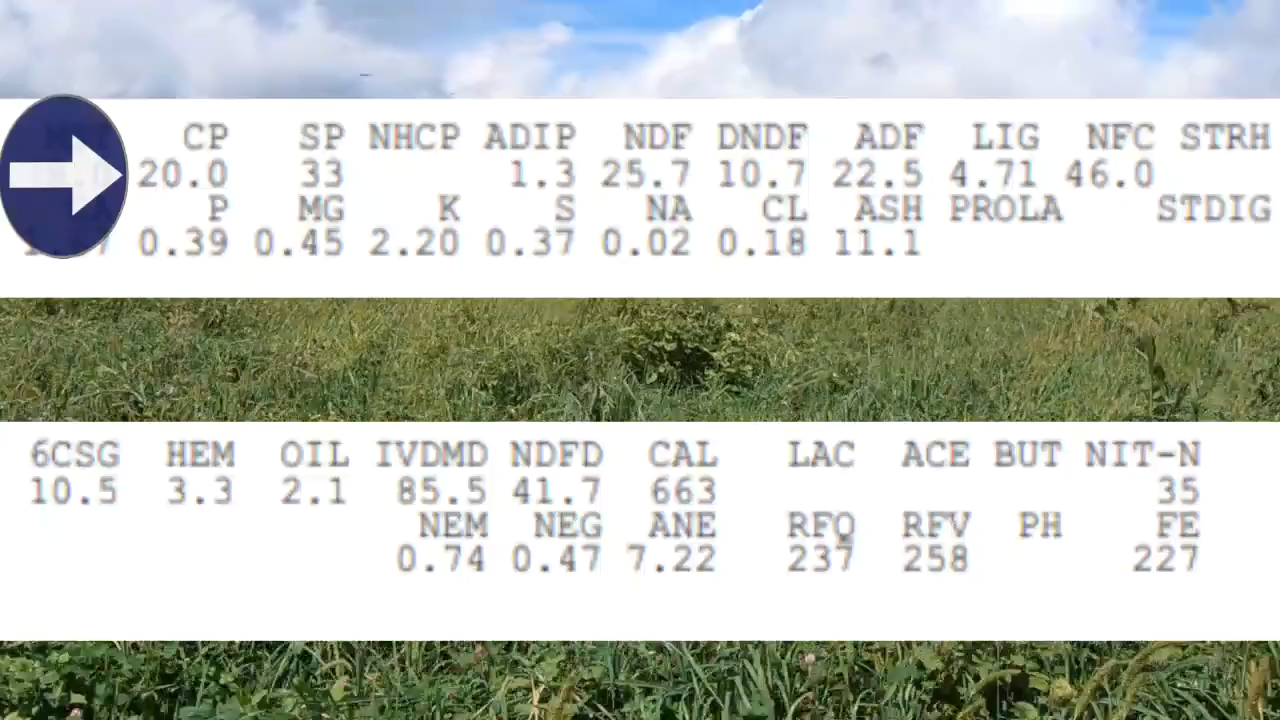 CP SP NHCP ADIP NDF DNDF ADF LIG NFC STRH
20.0 33 1.3 25.7 10.7 22.5 4.71 46.0
P MG K S NA CL ASH PROLA STDIG
0.39 0.45 2.20 0.37 0.02 0.18 11.1
6CSG HEM OIL IVDMD NDFD CAL LAC ACE BUT NIT-N
10.5 3.3 2.1 85.5 41.7 663 35
NEM NEG ANE RFQ RFV PH FE
0.74 0.47 7.22 237 258 227